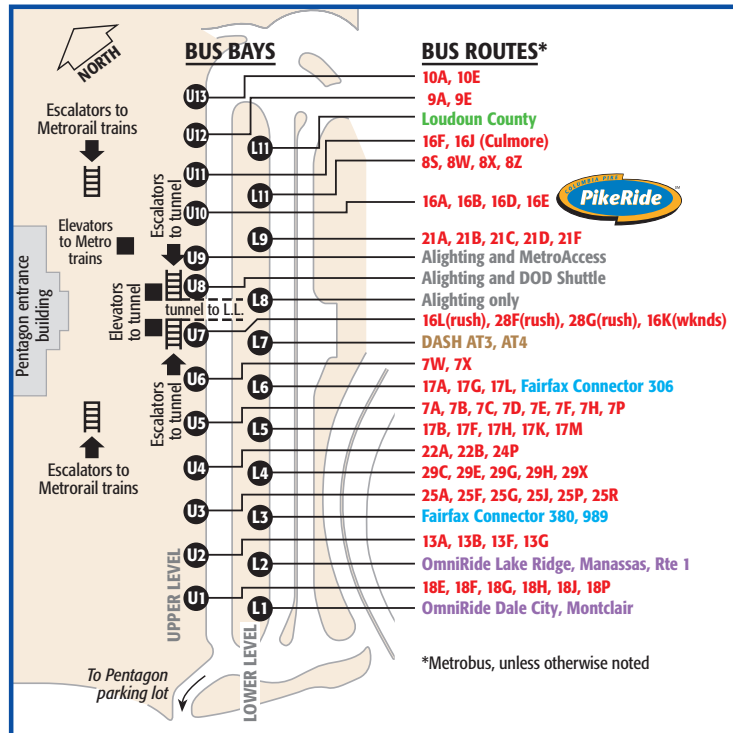 NORTH
Escalators to
Metrorail trains
Elevators
to Metro
trains
Pentagon entrance
building
Escalators to
Metrorail trains
To Pentagon
parking lot
Escalators
to tunnel
Elevators
to tunnel
tunnel to L.L.
Escalators
to tunnel
UPPER LEVEL
LOWER LEVEL
BUS BAYS
U13
U12
L11
U11
L11
U10
L9
U9
U8
L8
U7
L7
U6
L6
U5
L5
U4
L4
U3
L3
U2
L2
U1
L1
BUS ROUTES*
10A, 10E
9A, 9E
Loudoun County
16F, 16J (Culmore)
8S, 8W, 8X, 8Z
16A, 16B, 16D, 16E
COLUMBIA PIKE
PikeRide
SM
21A, 21B, 21C, 21D, 21F
Alighting and MetroAccess
Alighting and DOD Shuttle
Alighting only
16L(rush), 28F(rush), 28G(rush), 16K(wknds)
DASH AT3, AT4
7W, 7X
17A, 17G, 17L, Fairfax Connector 306
7A, 7B, 7C, 7D, 7E, 7F, 7H, 7P
17B, 17F, 17H, 17K, 17M
22A, 22B, 24P
29C, 29E, 29G, 29H, 29X
25A, 25F, 25G, 25J, 25P, 25R
Fairfax Connector 380, 989
13A, 13B, 13F, 13G
OmniRide Lake Ridge, Manassas, Rte 1
18E, 18F, 18G, 18H, 18J, 18P
OmniRide Dale City, Montclair
*Metrobus, unless otherwise noted